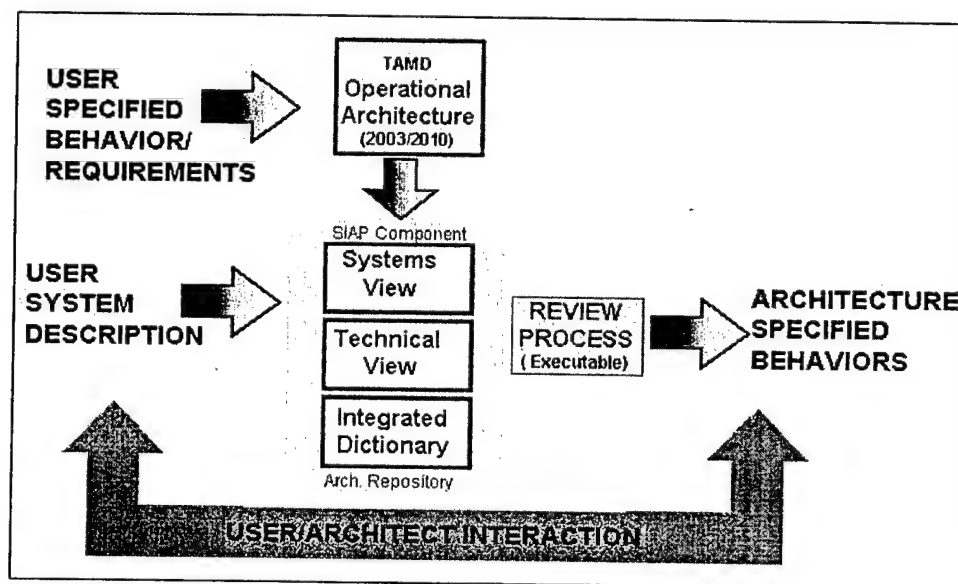 USER
SPECIFIED
BEHAVIOR/
REQUIREMENTS
TAMD
Operational
Architecture
(2003/2010)
SIAP Component
Systems
View
USER
SYSTEM
DESCRIPTION
Technical
View
REVIEW
PROCESS
(Executable)
ARCHITECTURE
SPECIFIED
BEHAVIORS
Integrated
Dictionary
Arch. Repository
USER/ARCHITECT INTERACTION